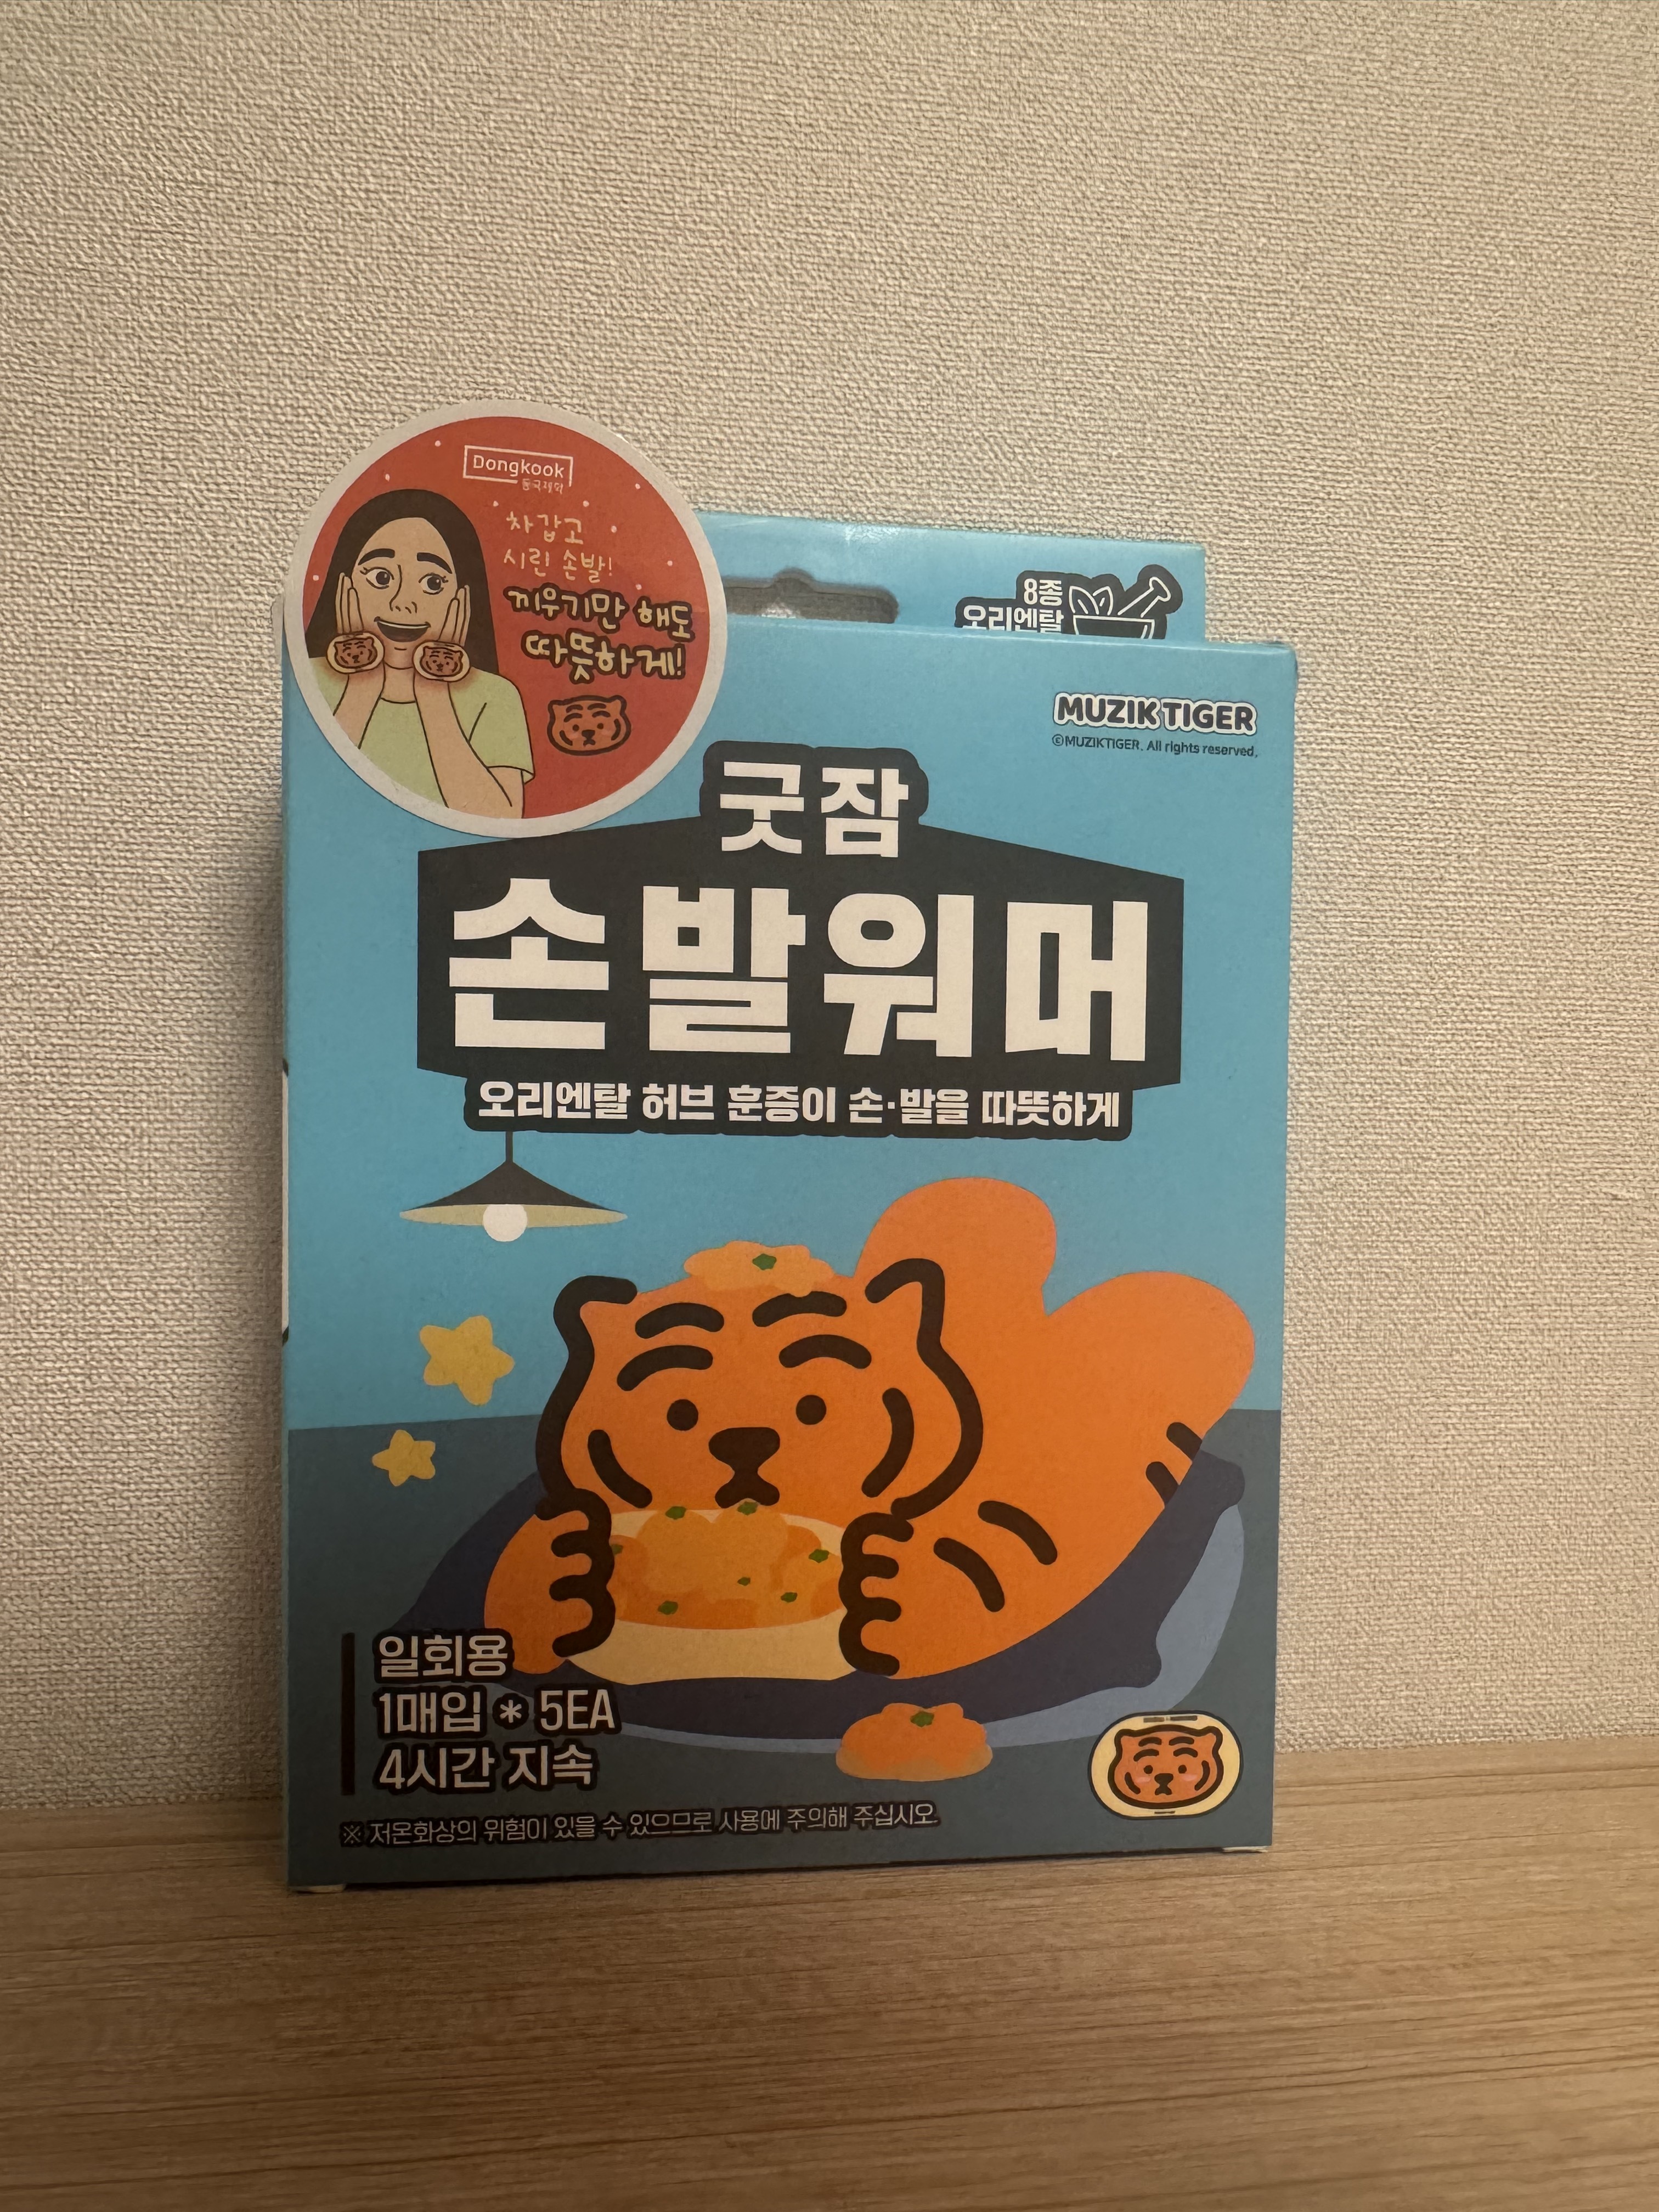 Dongkook
동국제약
차갑고
시린 손발!
끼우기만 해도
따뜻하게!
8종
오리엔탈
MUZIK TIGER
©MUZIKTIGER. All rights reserved.
굿잠
손발워머
오리엔탈 허브 훈증이 손·발을 따뜻하게
일회용
1매입 * 5EA
4시간 지속
※ 저온화상의 위험이 있을 수 있으므로 사용에 주의해 주십시오.